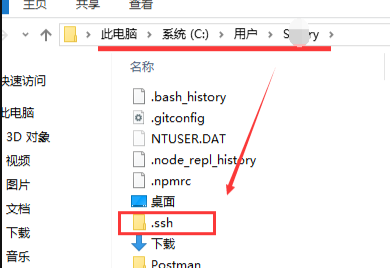 主页 共享 查看
此电脑 > 系统 (C:) > 用户 >
名称
快速访问
此电脑
3D 对象
视频
图片
文档
下载
音乐
.bash_history
.gitconfig
NTUSER.DAT
.node_repl_history
.npmrc
桌面
.ssh
下载
Postman